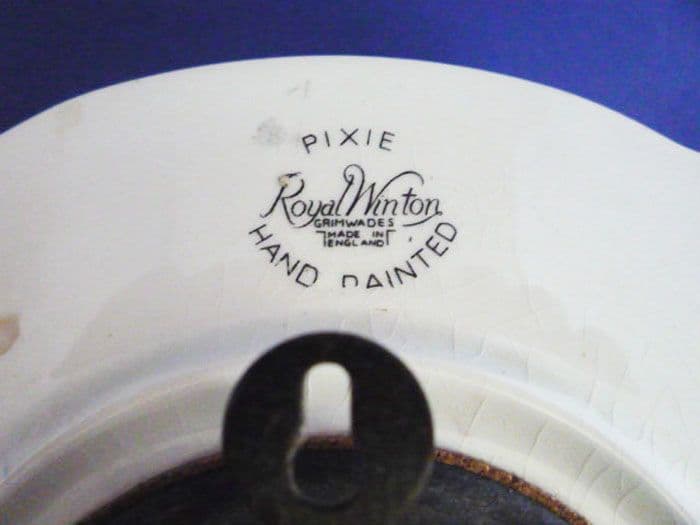 PIXIE
Royal Winton
GRIMWADES
MADE IN
ENGLAND
HAND PAINTED